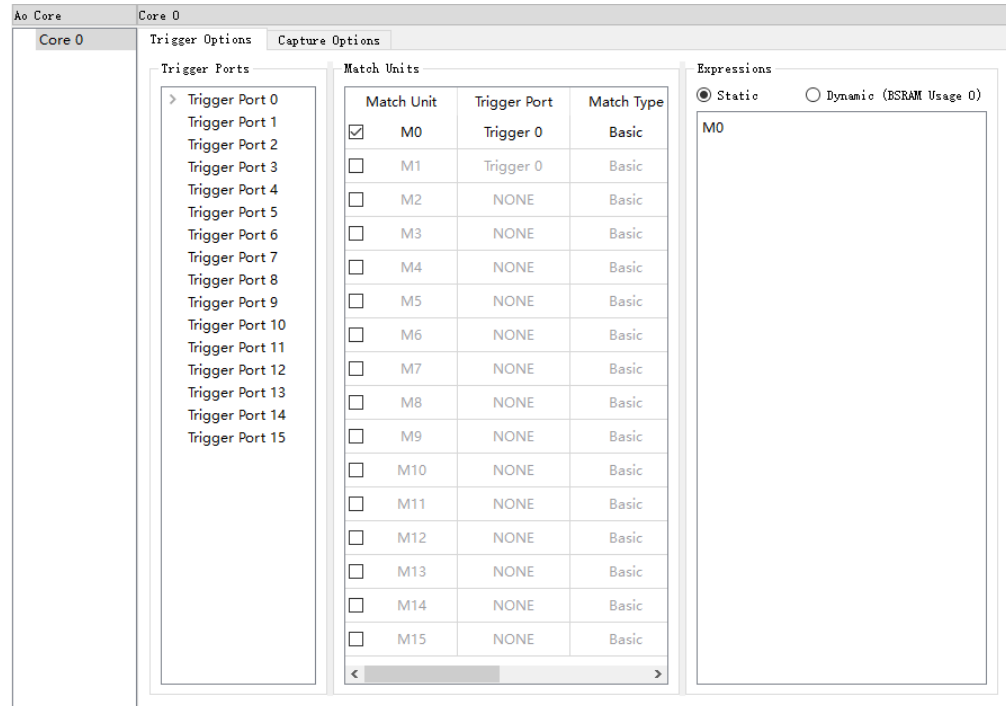 Ao Core
Core 0
Core 0
Trigger Options
Capture Options
Trigger Ports
Trigger Port 0
Trigger Port 1
Trigger Port 2
Trigger Port 3
Trigger Port 4
Trigger Port 5
Trigger Port 6
Trigger Port 7
Trigger Port 8
Trigger Port 9
Trigger Port 10
Trigger Port 11
Trigger Port 12
Trigger Port 13
Trigger Port 14
Trigger Port 15
Match Units
Match Unit Trigger Port Match Type
M0 Trigger 0 Basic
M1 Trigger 0 Basic
M2 NONE Basic
M3 NONE Basic
M4 NONE Basic
M5 NONE Basic
M6 NONE Basic
M7 NONE Basic
M8 NONE Basic
M9 NONE Basic
M10 NONE Basic
M11 NONE Basic
M12 NONE Basic
M13 NONE Basic
M14 NONE Basic
M15 NONE Basic
Expressions
Static Dynamic (BSRAM Usage 0)
M0